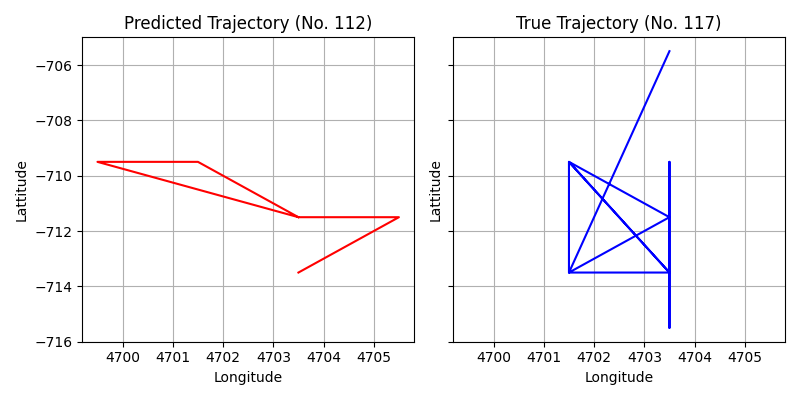 Predicted Trajectory (No. 112)
True Trajectory (No. 117)
−706
−708
−710
−712
−714
−716
Lattitude
Lattitude
4700 4701 4702 4703 4704 4705
4700 4701 4702 4703 4704 4705
Longitude
Longitude